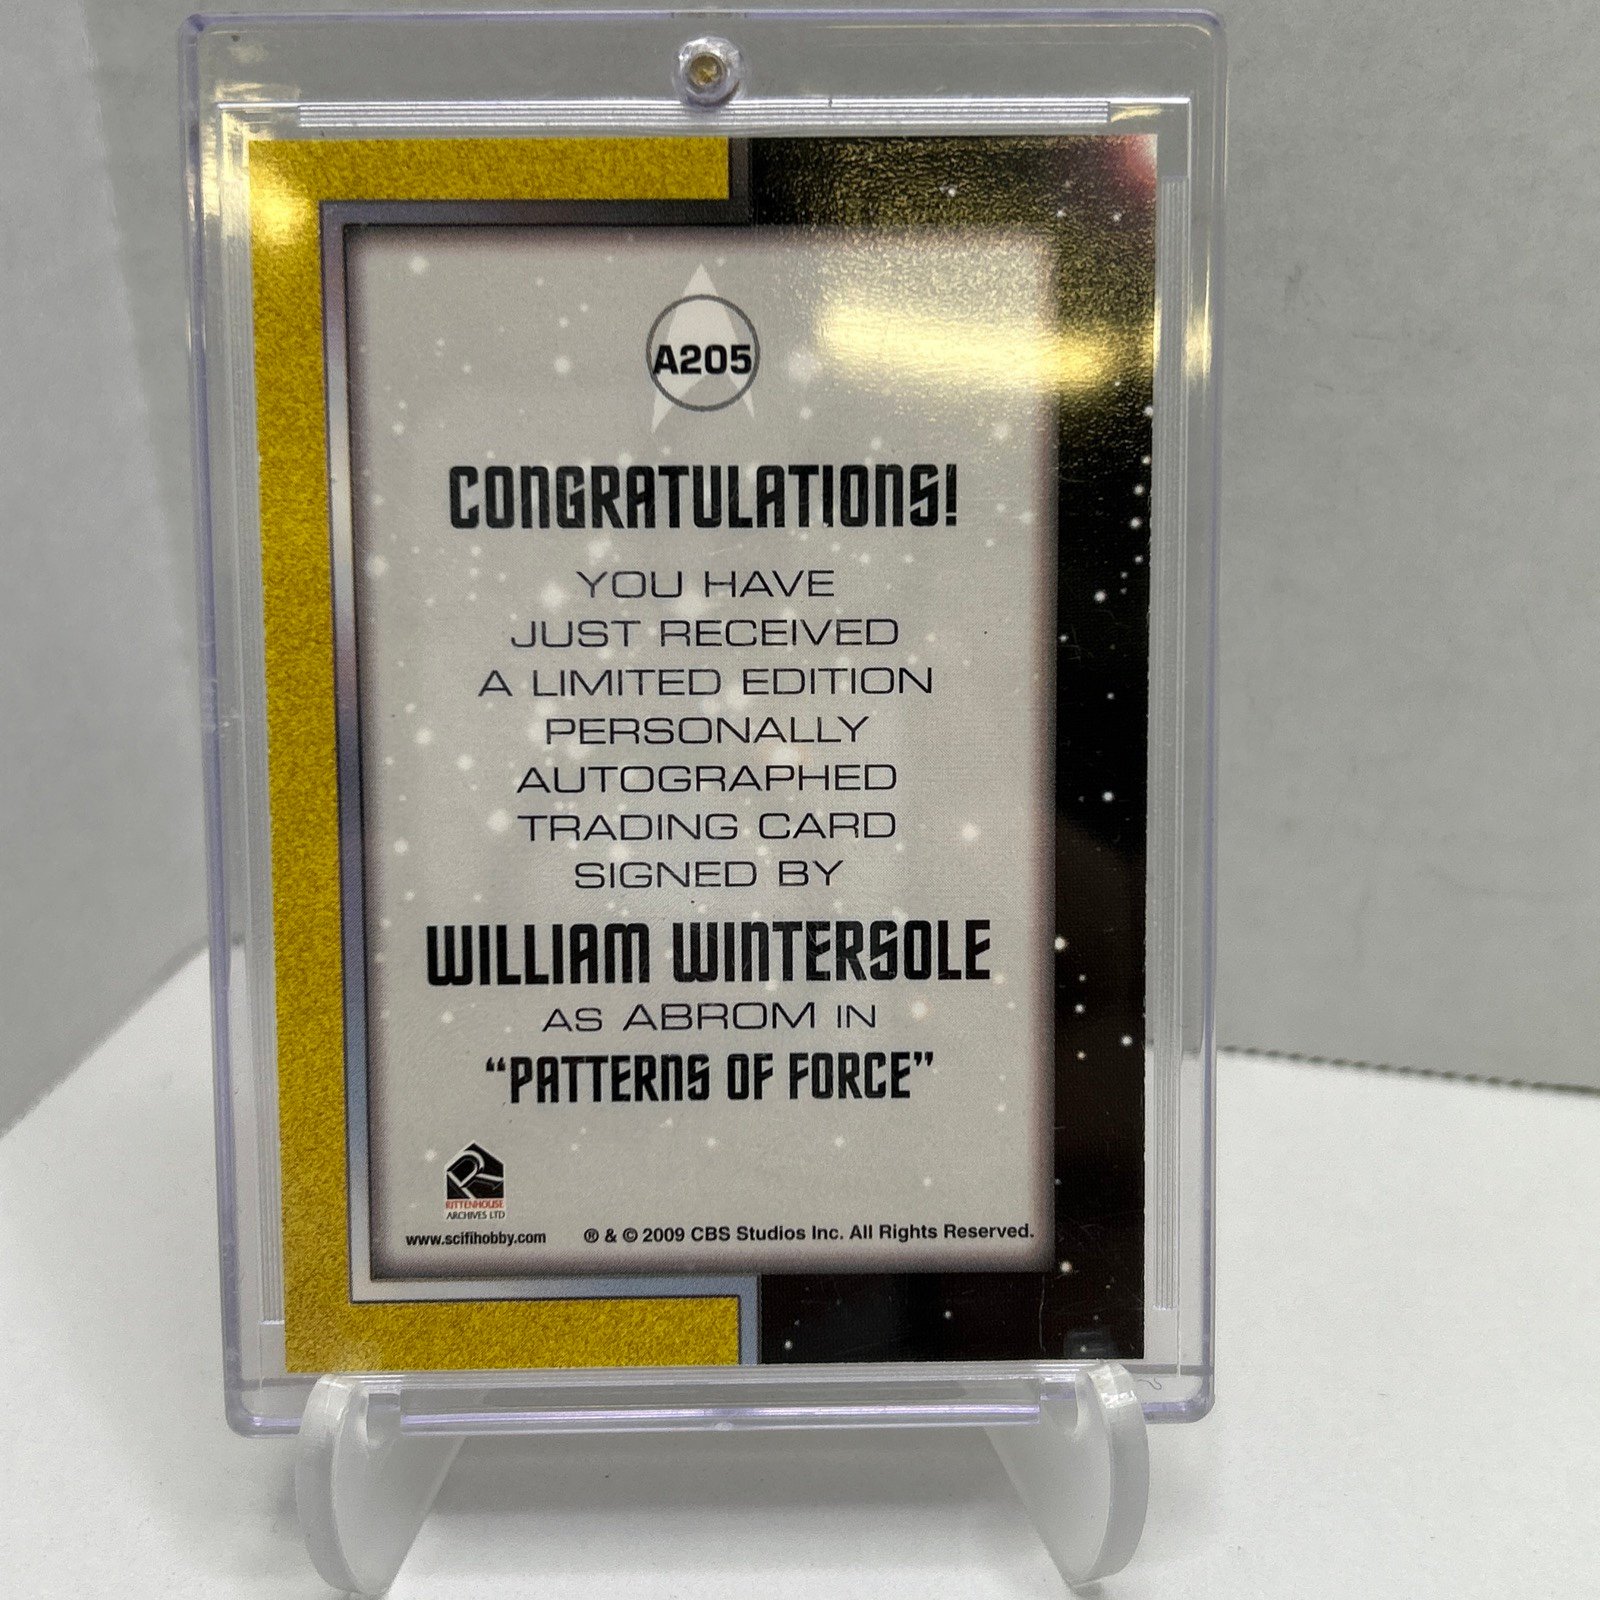 A205
CONGRATULATIONS!
YOU HAVE
JUST RECEIVED
A LIMITED EDITION
PERSONALLY
AUTOGRAPHED
TRADING CARD
SIGNED BY
WILLIAM WINTERSOLE
AS ABROM IN
“PATTERNS OF FORCE”
RITTENHOUSE
ARCHIVES LTD
www.scifihobby.com ® & © 2009 CBS Studios Inc. All Rights Reserved.